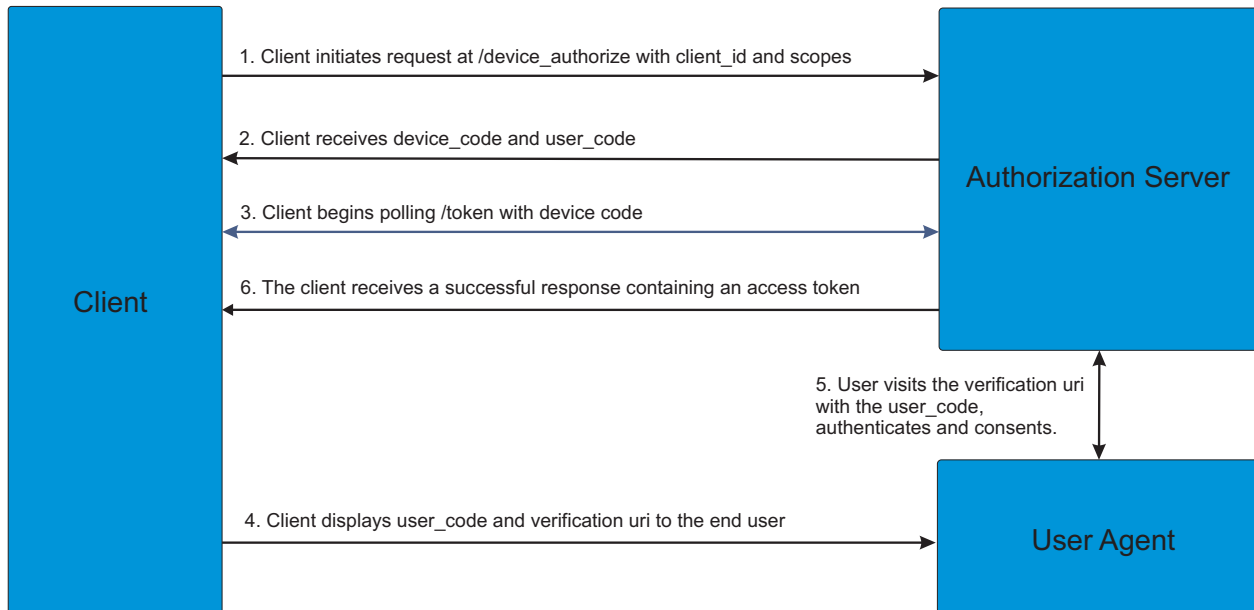 1. Client initiates request at /device_authorize with client_id and scopes
2. Client receives device_code and user_code
Authorization Server
3. Client begins polling /token with device code
Client
6. The client receives a successful response containing an access token
5. User visits the verification uri
with the user_code,
authenticates and consents.
4. Client displays user_code and verification uri to the end user
User Agent